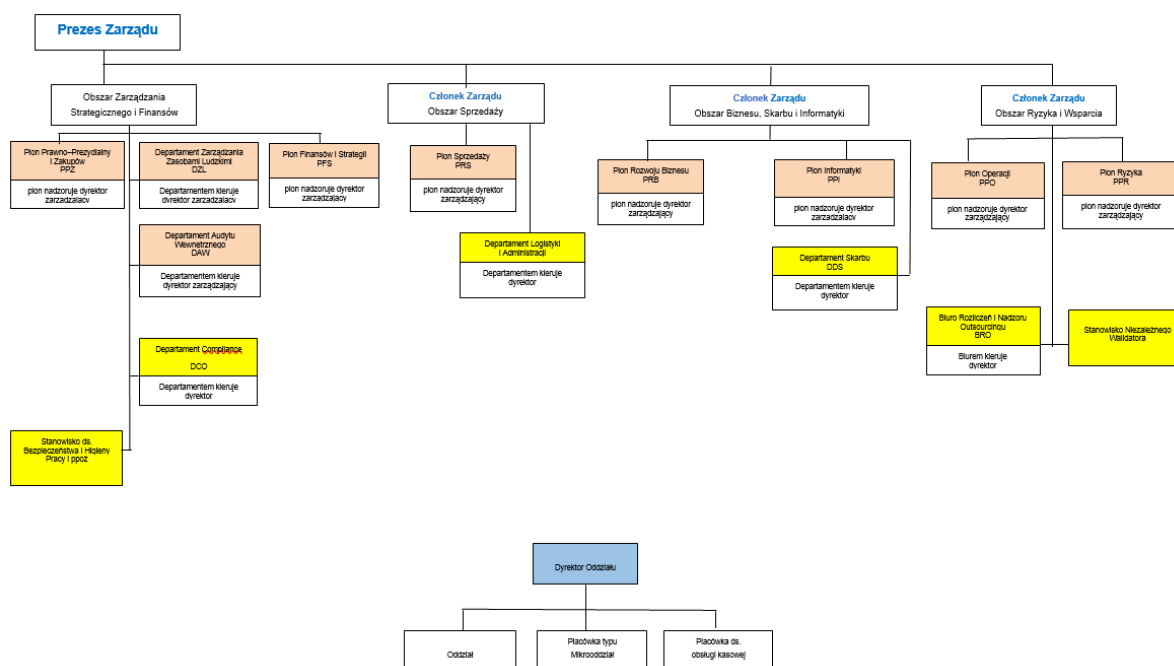 Prezes Zarządu
Obszar Zarządzania
Strategicznego i Finansów
Członek Zarządu
Obszar Sprzedaży
Członek Zarządu
Obszar Biznesu, Skarbu i Informatyki
Członek Zarządu
Obszar Ryzyka i Wsparcia
Pion Prawno–Prezydialny
i Zakupów
PPZ
pion nadzoruje dyrektor
zarządzający
Departament Zarządzania
Zasobami Ludzkimi
DZL
Departamentem kieruje
dyrektor zarządzający
Pion Finansów i Strategii
PFS
pion nadzoruje dyrektor
zarządzający
Pion Sprzedaży
PRS
pion nadzoruje dyrektor
zarządzający
Pion Rozwoju Biznesu
PRB
pion nadzoruje dyrektor
zarządzający
Pion Informatyki
PPI
pion nadzoruje dyrektor
zarządzający
Pion Operacji
PPO
pion nadzoruje dyrektor
zarządzający
Pion Ryzyka
PPR
pion nadzoruje dyrektor
zarządzający
Departament Audytu
Wewnętrznego
DAW
Departamentem kieruje
dyrektor zarządzający
Departament Logistyki
i Administracji
Departamentem kieruje
dyrektor
Departament Skarbu
DDS
Departamentem kieruje
dyrektor
Departament Compliance
DCO
Departamentem kieruje
dyrektor
Biuro Rozliczeń i Nadzoru
Outsourcingu
BRO
Biurem kieruje
dyrektor
Stanowisko Niezależnego
Walidatora
Stanowisko ds.
Bezpieczeństwa i Higieny
Pracy i ppoż
Dyrektor Oddziału
Oddział
Placówka typu
Mikrooddział
Placówka ds.
obsługi kasowej